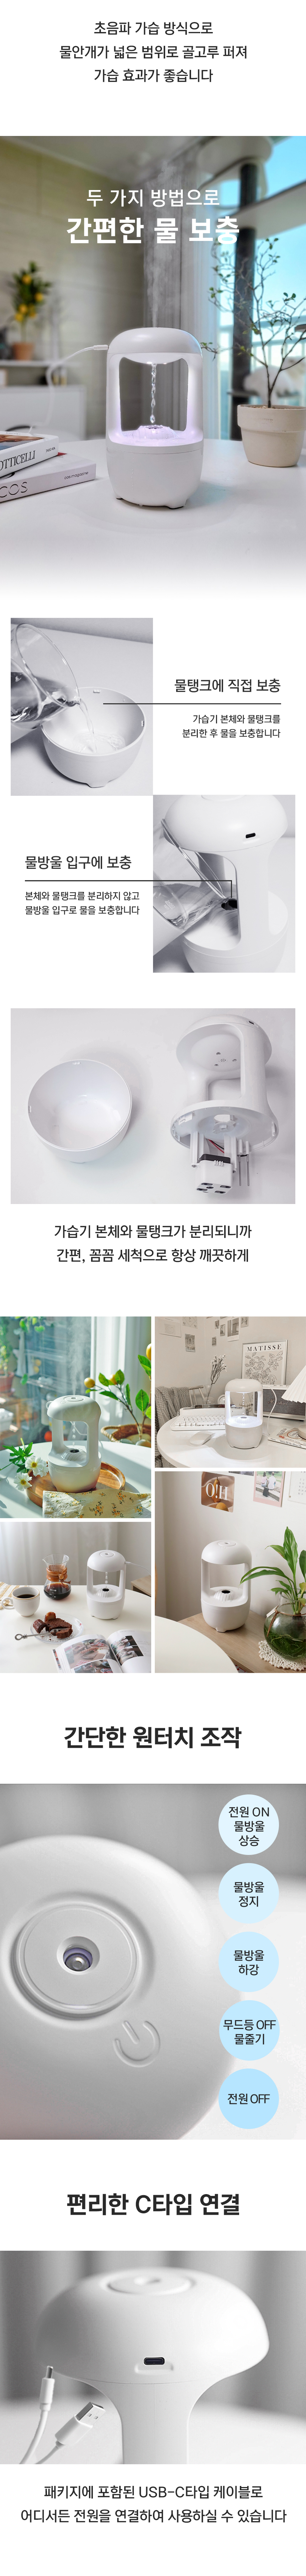 초음파 가습 방식으로
물안개가 넓은 범위로 골고루 퍼져
가습 효과가 좋습니다
두 가지 방법으로
간편한 물 보충
OTTICELLI
COS
물탱크에 직접 보충
가습기 본체와 물탱크를
분리한 후 물을 보충합니다
물방울 입구에 보충
본체와 물탱크를 분리하지 않고
물방울 입구로 물을 보충합니다
가습기 본체와 물탱크가 분리되니까
간편, 꼼꼼 세척으로 항상 깨끗하게
MATISSE
간단한 원터치 조작
전원 ON
물방울
상승
물방울
정지
물방울
하강
무드등 OFF
물줄기
전원 OFF
편리한 C타입 연결
패키지에 포함된 USB-C타입 케이블로
어디서든 전원을 연결하여 사용하실 수 있습니다